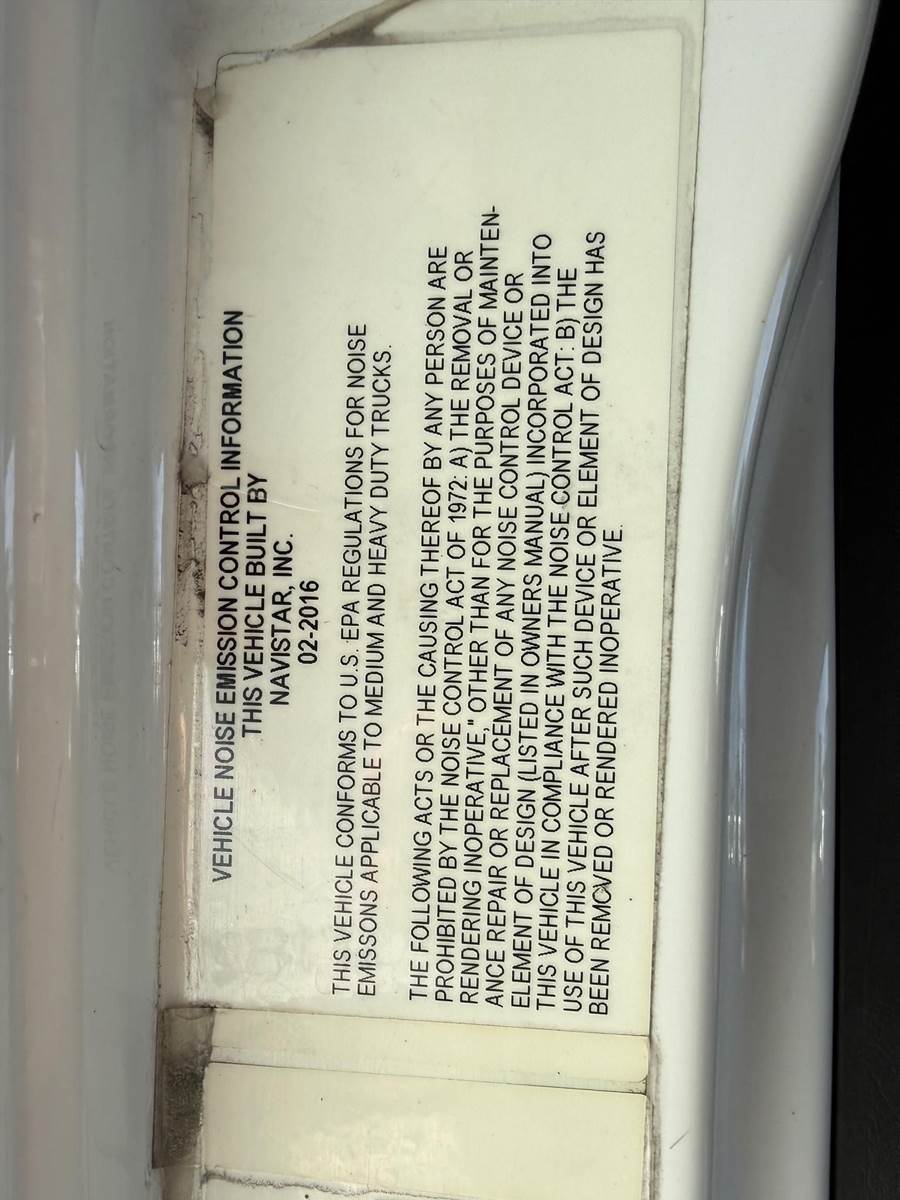 VEHICLE NOISE EMISSION CONTROL INFORMATION
THIS VEHICLE BUILT BY
NAVISTAR, INC.
02-2016
THIS VEHICLE CONFORMS TO U.S. EPA REGULATIONS FOR NOISE
EMISSONS APPLICABLE TO MEDIUM AND HEAVY DUTY TRUCKS.
THE FOLLOWING ACTS OR THE CAUSING THEREOF BY ANY PERSON ARE
PROHIBITED BY THE NOISE CONTROL ACT OF 1972: A) THE REMOVAL OR
RENDERING INOPERATIVE," OTHER THAN FOR THE PURPOSES OF MAINTEN-
ANCE REPAIR OR REPLACEMENT OF ANY NOISE CONTROL DEVICE OR
ELEMENT OF DESIGN (LISTED IN OWNERS MANUAL) INCORPORATED INTO
THIS VEHICLE IN COMPLIANCE WITH THE NOISE CONTROL ACT: B) THE
USE OF THIS VEHICLE AFTER SUCH DEVICE OR ELEMENT OF DESIGN HAS
BEEN REMOVED OR RENDERED INOPERATIVE.